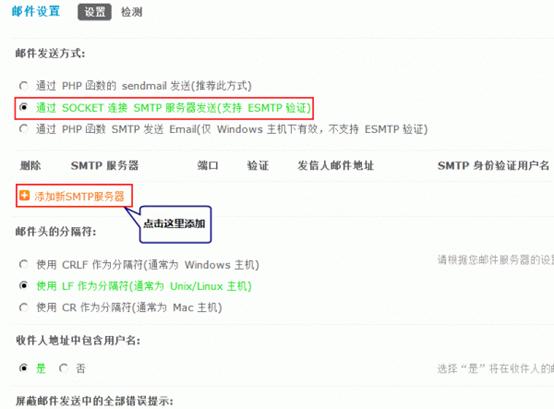 邮件设置 设置 检测
邮件发送方式:
通过 PHP 函数的 sendmail 发送(推荐此方式)
通过 SOCKET 连接 SMTP 服务器发送(支持 ESMTP 验证)
通过 PHP 函数 SMTP 发送 Email(仅 Windows 主机下有效，不支持 ESMTP 验证)
删除 SMTP 服务器 端口 验证 发信人邮件地址 SMTP 身份验证用户名
添加新SMTP服务器
点击这里添加
邮件头的分隔符:
使用 CRLF 作为分隔符(通常为 Windows 主机) 请根据您邮件服务器的设
使用 LF 作为分隔符(通常为 Unix/Linux 主机)
使用 CR 作为分隔符(通常为 Mac 主机)
收件人地址中包含用户名:
是 否 选择“是”将在收件人的
屏蔽邮件发送中的全部错误提示: